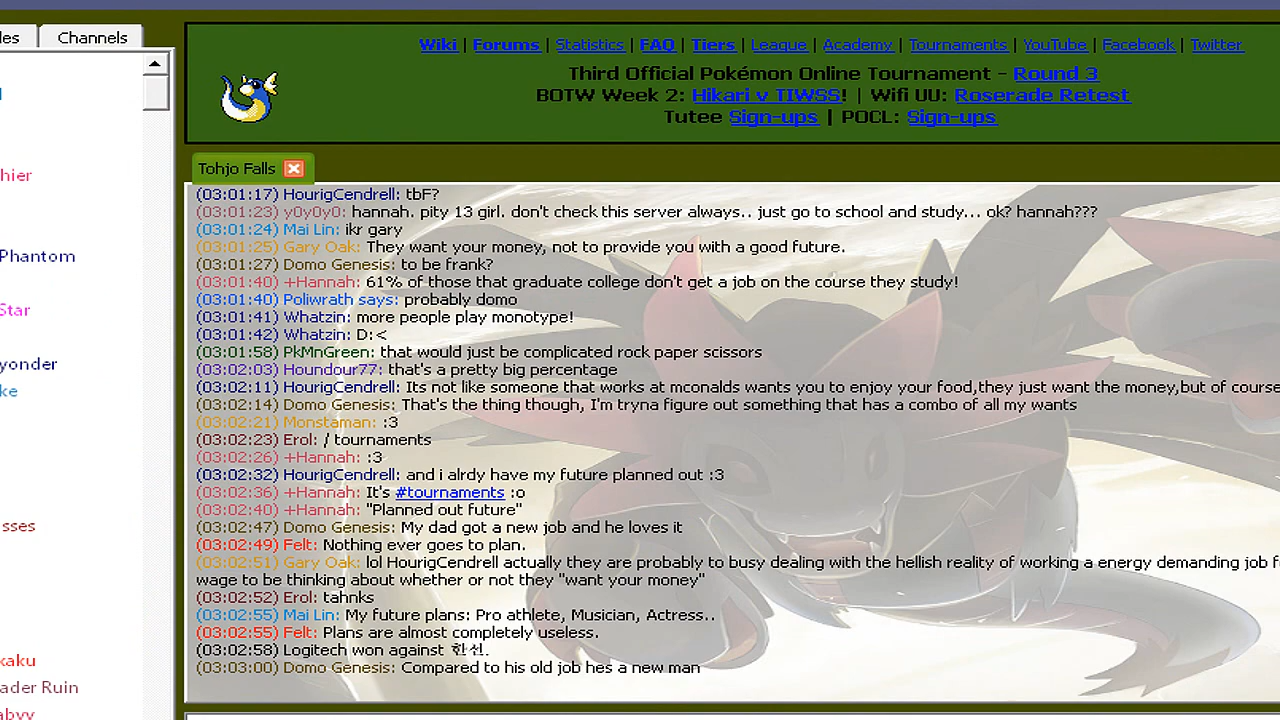 les
Channels
Wiki | Forums | Statistics | FAQ | Tiers | League | Academy | Tournaments | YouTube | Facebook | Twitter
Third Official Pokémon Online Tournament - Round 3
BOTW Week 2: Hikari v TIWSS! | Wifi UU: Roserade Retest
Tutee Sign-ups | POCL: Sign-ups
hier
Phantom
Star
yonder
ke
sses
kaku
ader Ruin
abyy
Tohjo Falls
(03:01:17) HourigCendrell: tbF?
(03:01:23) y0y0y0: hannah. pity 13 girl. don't check this server always.. just go to school and study... ok? hannah???
(03:01:24) Mai Lin: ikr gary
(03:01:25) Gary Oak: They want your money, not to provide you with a good future.
(03:01:27) Domo Genesis: to be frank?
(03:01:40) +Hannah: 61% of those that graduate college don't get a job on the course they study!
(03:01:40) Poliwrath says: probably domo
(03:01:41) Whatzin: more people play monotype!
(03:01:42) Whatzin: D:<
(03:01:58) PkMnGreen: that would just be complicated rock paper scissors
(03:02:03) Houndour77: that's a pretty big percentage
(03:02:11) HourigCendrell: Its not like someone that works at mconalds wants you to enjoy your food,they just want the money,but of course
(03:02:14) Domo Genesis: That's the thing though, I'm tryna figure out something that has a combo of all my wants
(03:02:21) Monstaman: :3
(03:02:23) Erol: / tournaments
(03:02:26) +Hannah: :3
(03:02:32) HourigCendrell: and i alrdy have my future planned out :3
(03:02:36) +Hannah: It's #tournaments :o
(03:02:40) +Hannah: "Planned out future"
(03:02:47) Domo Genesis: My dad got a new job and he loves it
(03:02:49) Felt: Nothing ever goes to plan.
(03:02:51) Gary Oak: lol HourigCendrell actually they are probably to busy dealing with the hellish reality of working a energy demanding job f
wage to be thinking about whether or not they "want your money"
(03:02:52) Erol: tahnks
(03:02:55) Mai Lin: My future plans: Pro athlete, Musician, Actress..
(03:02:55) Felt: Plans are almost completely useless.
(03:02:58) Logitech won against 한신.
(03:03:00) Domo Genesis: Compared to his old job hes a new man